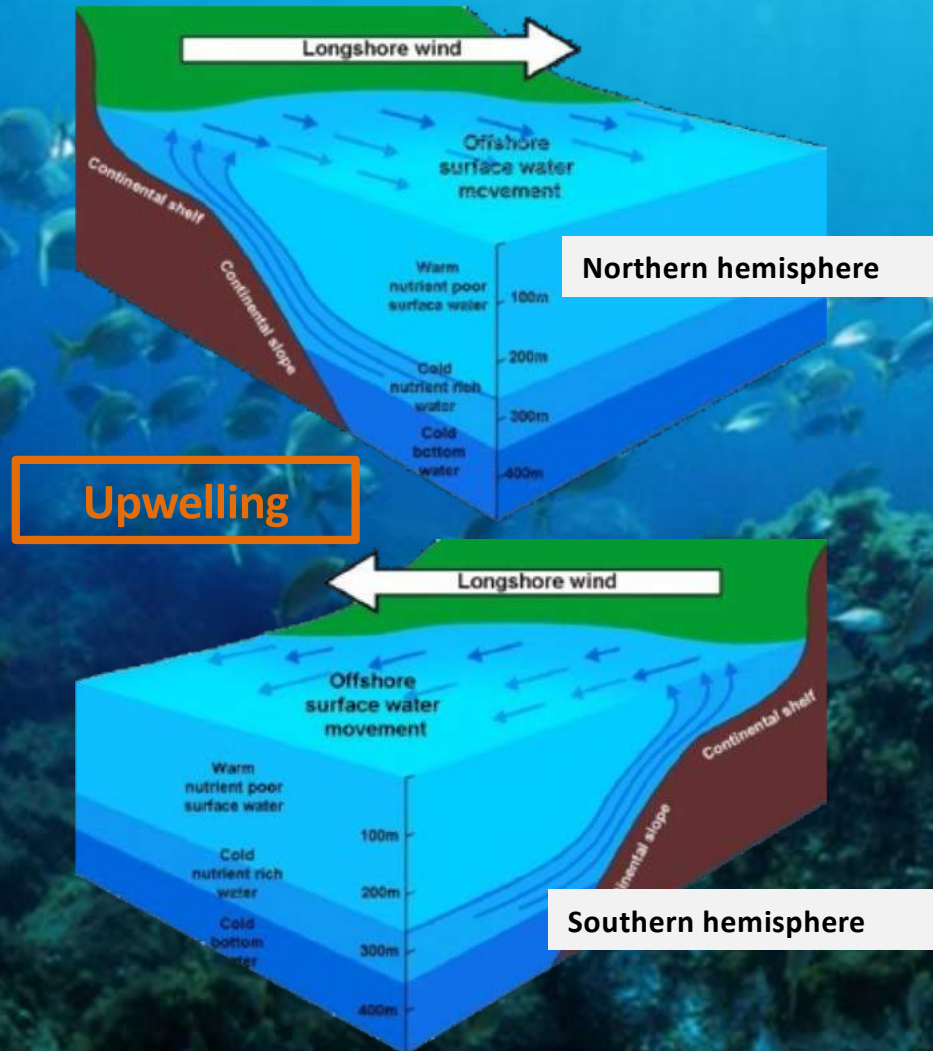 Longshore wind
Offshore
surface water
movement
Continental shelf
Continental slope
Warm
nutrient poor
surface water
Northern hemisphere
100m
200m
Cold
nutrient rich
water
300m
Cold
bottom
water
400m
Upwelling
Longshore wind
Offshore
surface water
movement
Continental shelf
Warm
nutrient poor
surface water
100m
slope
Cold
nutrient rich
water
200m
Southern hemisphere
Cold
bottom
300m
400m